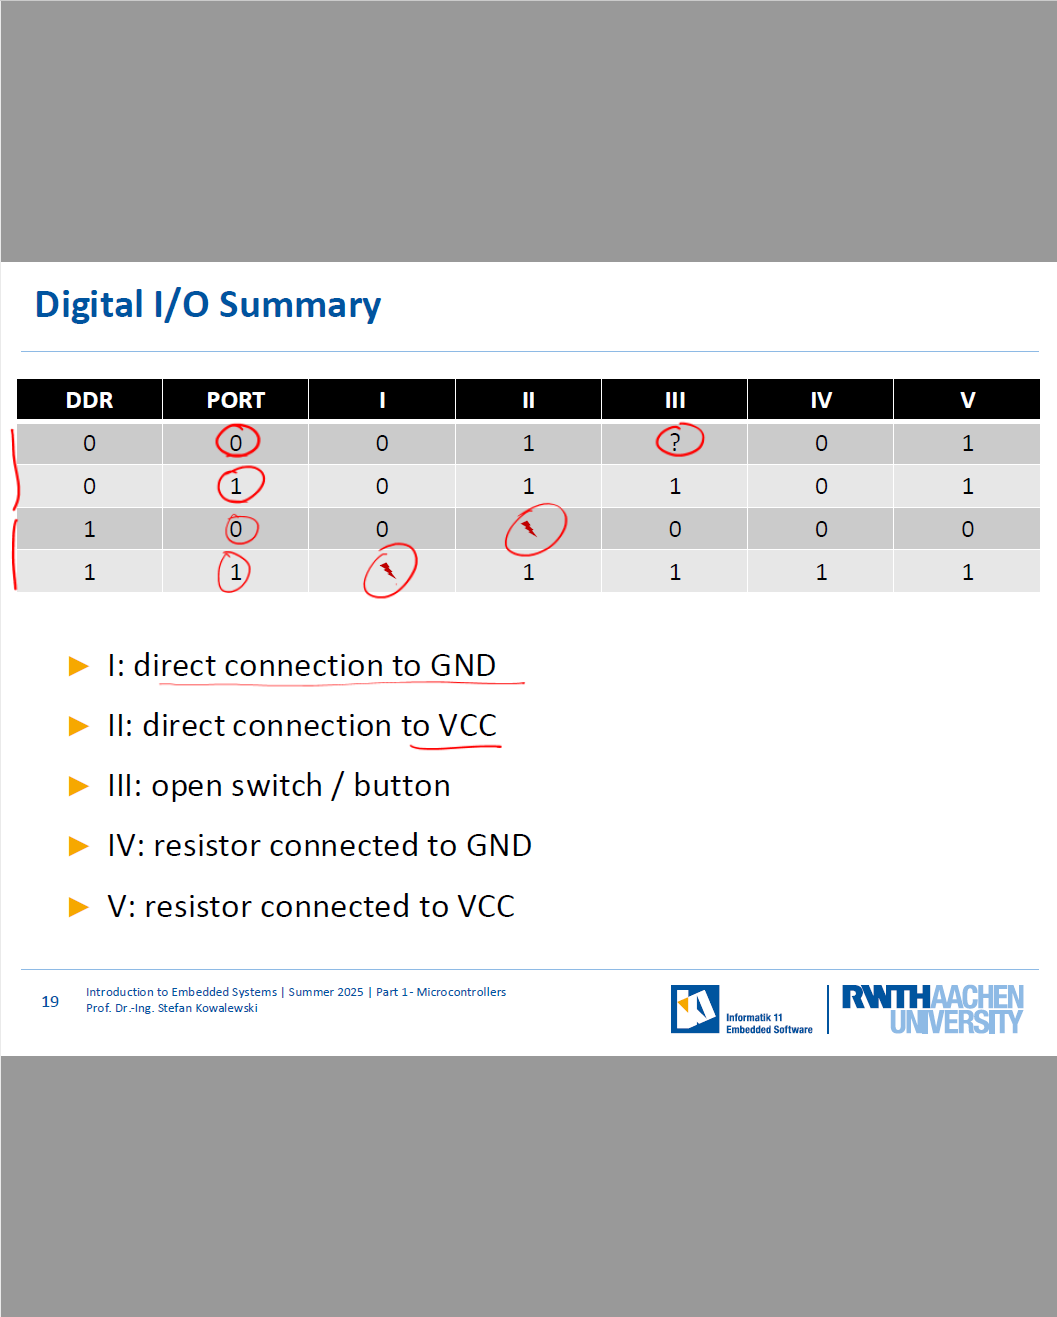 Digital I/O Summary
DDR PORT I II III IV V
0 0 0 1 ? 0 1
0 1 0 1 1 0 1
1 0 0 0 0 0
1 1 1 1 1 1
I: direct connection to GND
II: direct connection to VCC
III: open switch / button
IV: resistor connected to GND
V: resistor connected to VCC
19
Introduction to Embedded Systems | Summer 2025 | Part 1- Microcontrollers
Prof. Dr.-Ing. Stefan Kowalewski
Informatik 11
Embedded Software
RWTH AACHEN
UNIVERSITY